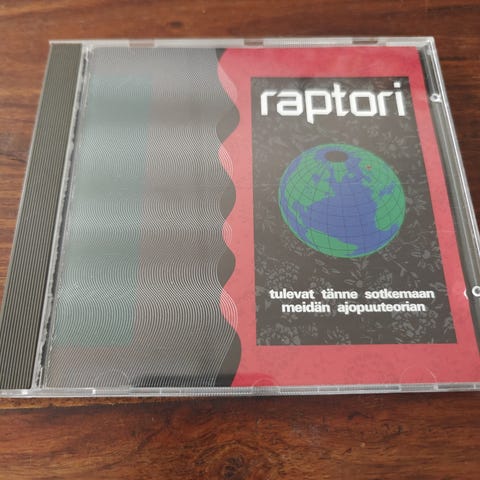 raptori
tulevat tänne sotkemaan
meidän ajopuuteorian